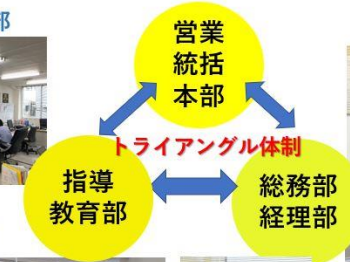 部
営業
統括
本部
トライアングル体制
指導
教育部
総務部
経理部